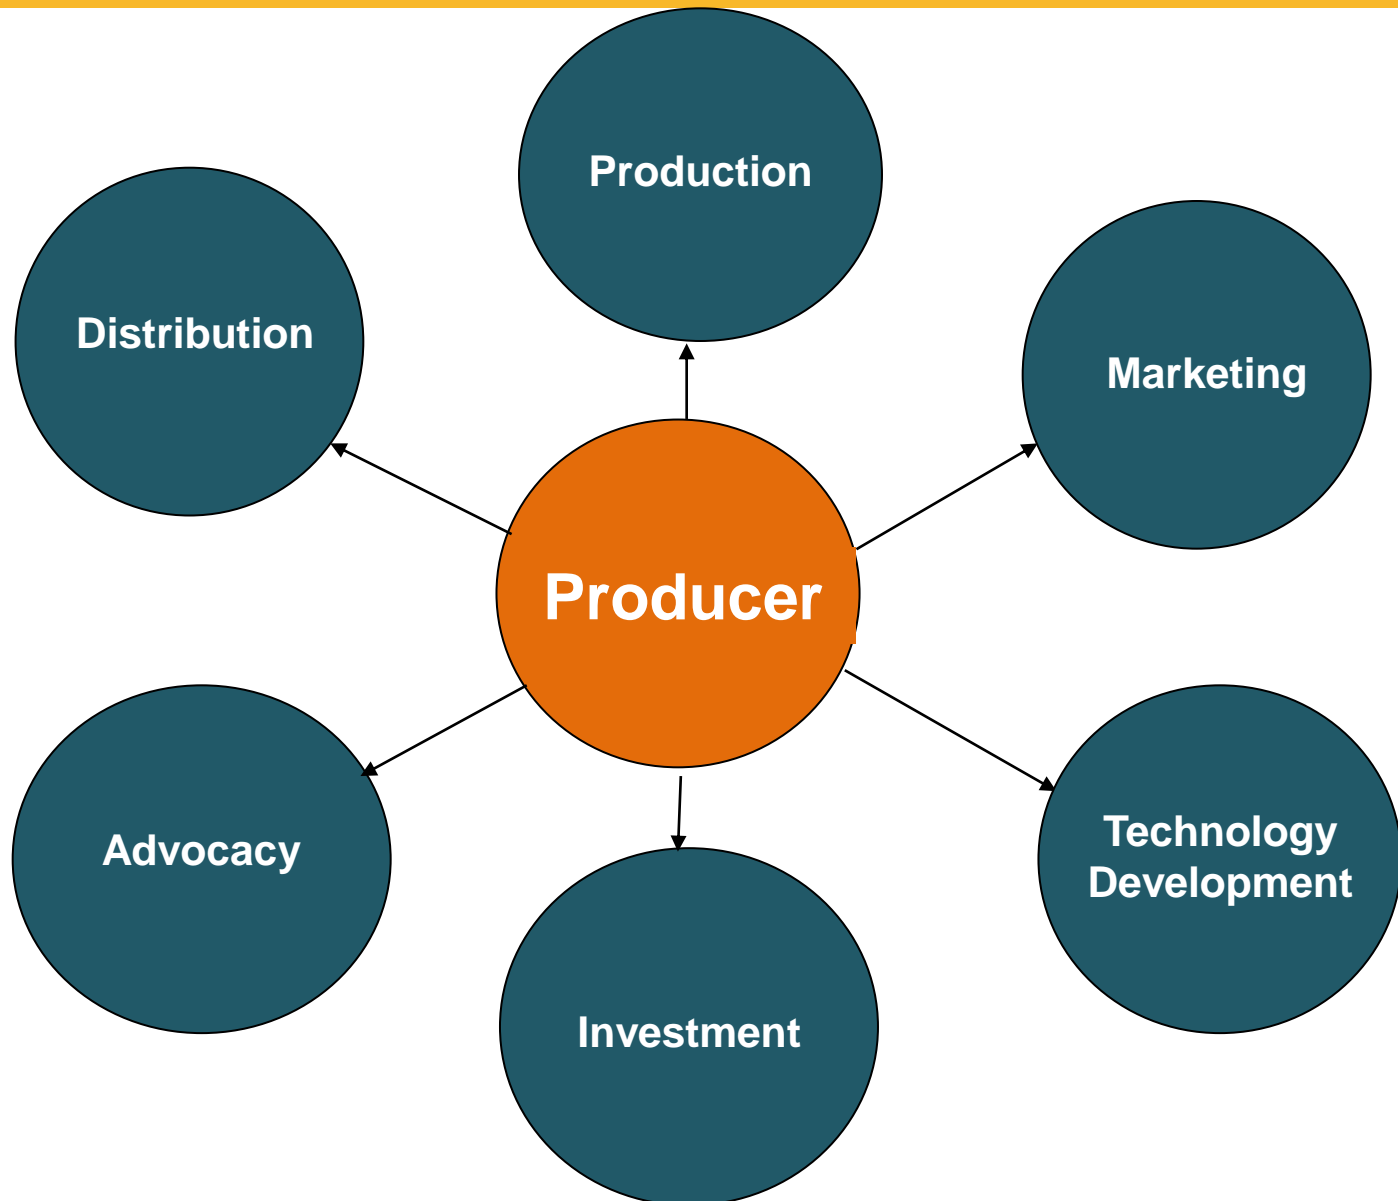 Production
Distribution
Marketing
Producer
Advocacy
Technology
Development
Investment